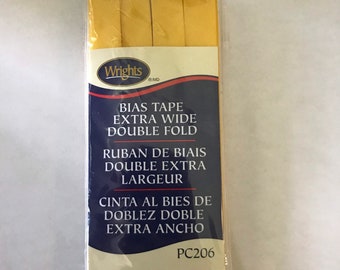 Wrights
BIAS TAPE
EXTRA WIDE
DOUBLE FOLD
RUBAN DE BIAIS
DOUBLE EXTRA
LARGEUR
CINTA AL BIES DE
DOBLEZ DOBLE
EXTRA ANCHO
PC206